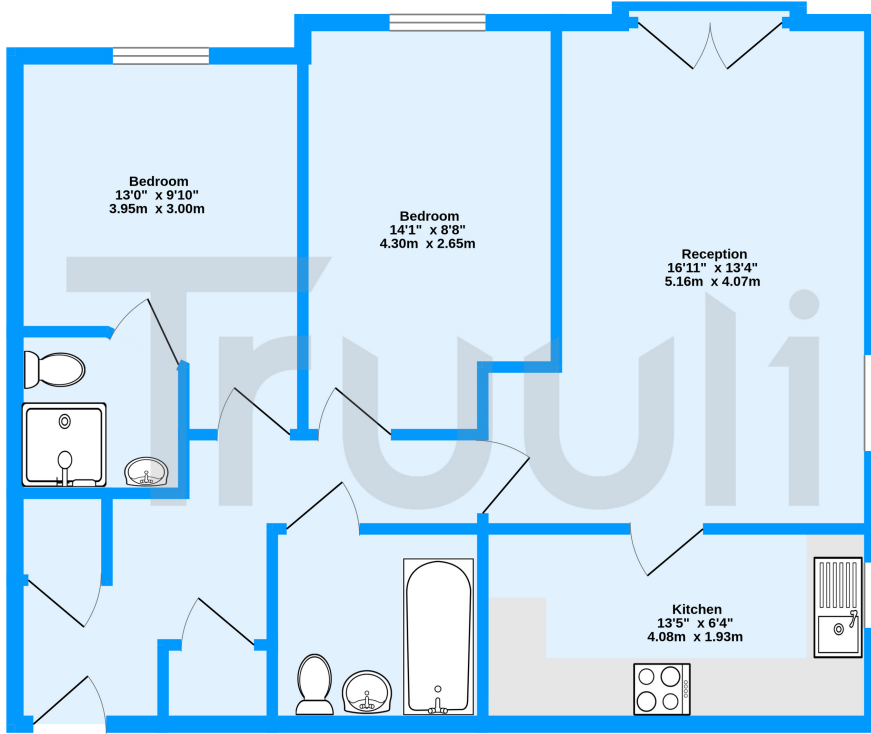 Bedroom
13'0" x 9'10"
3.95m x 3.00m
Bedroom
14'1" x 8'8"
4.30m x 2.65m
Reception
16'11" x 13'4"
5.16m x 4.07m
Truuli
Kitchen
13'5" x 6'4"
4.08m x 1.93m